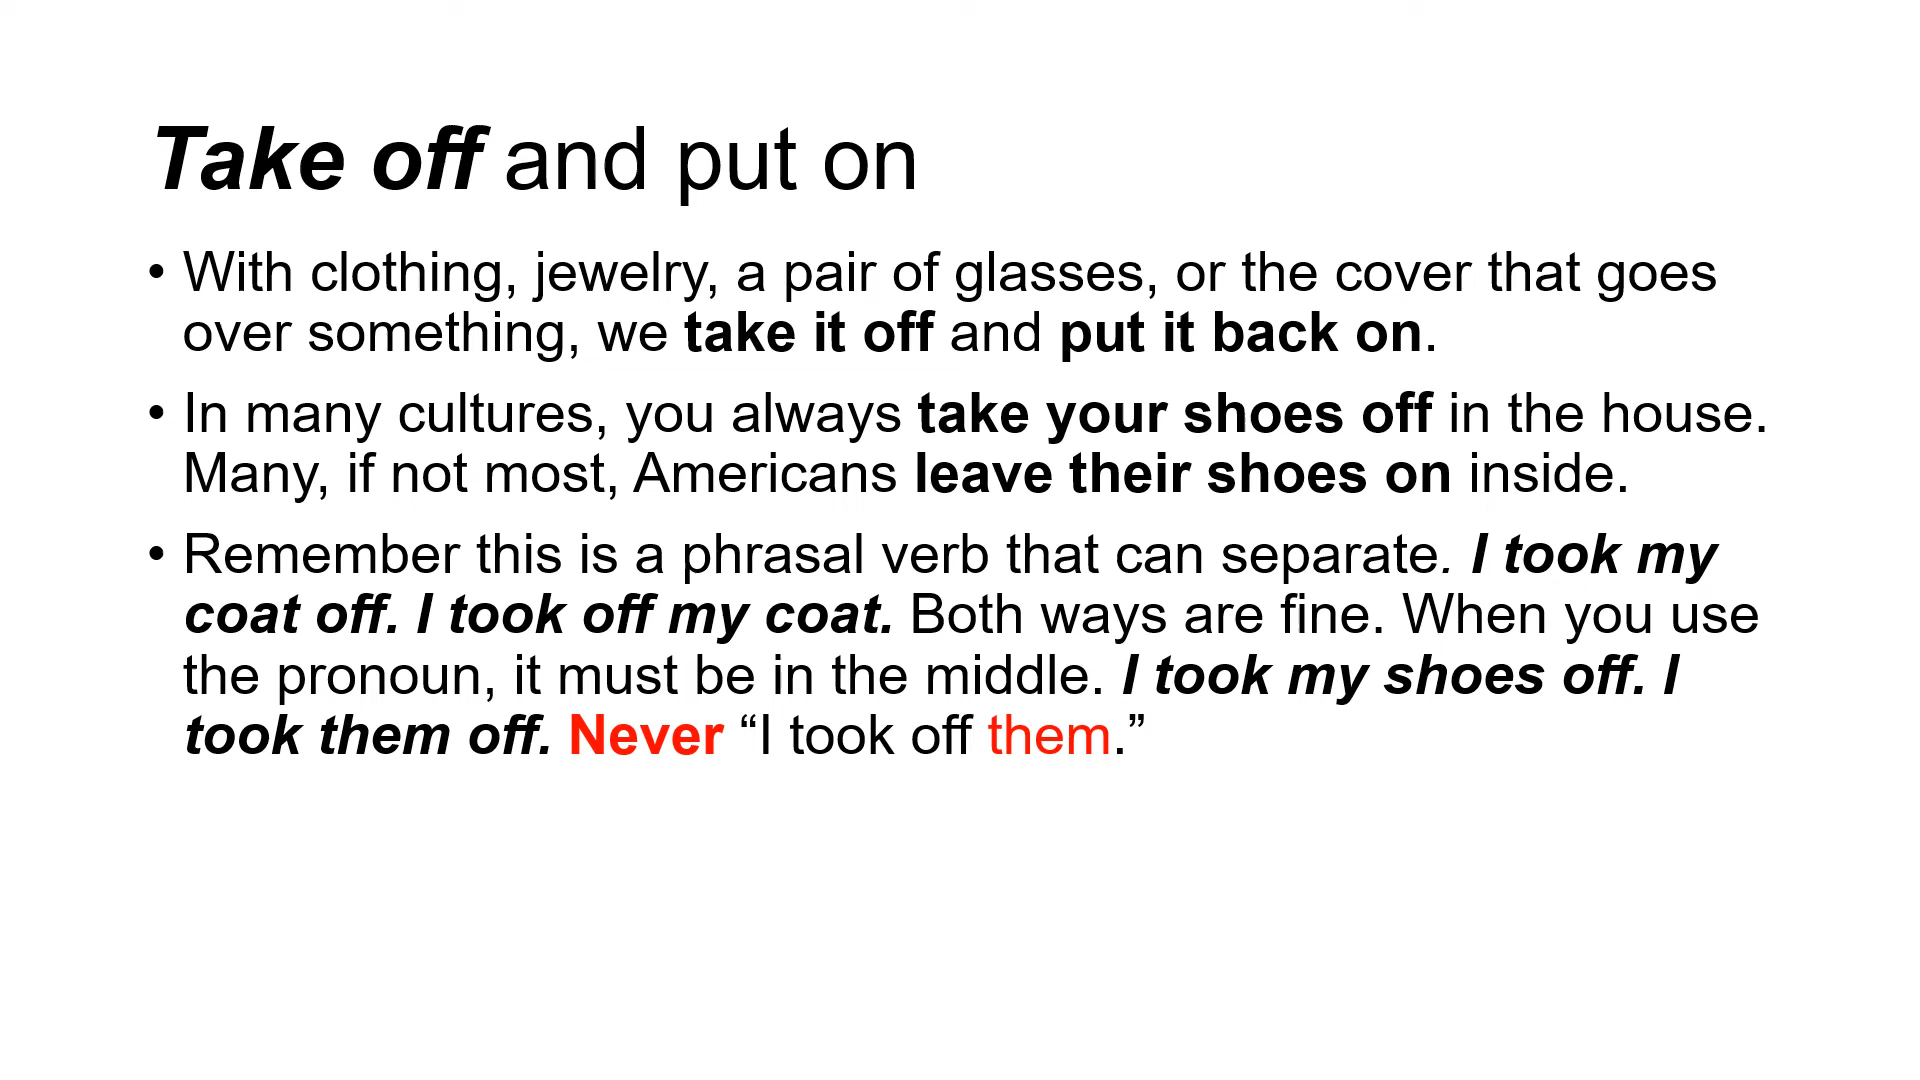 Take off and put on
• With clothing, jewelry, a pair of glasses, or the cover that goes
over something, we take it off and put it back on.
• In many cultures, you always take your shoes off in the house.
Many, if not most, Americans leave their shoes on inside.
• Remember this is a phrasal verb that can separate. I took my
coat off. I took off my coat. Both ways are fine. When you use
the pronoun, it must be in the middle. I took my shoes off. I
took them off. Never “I took off them.”